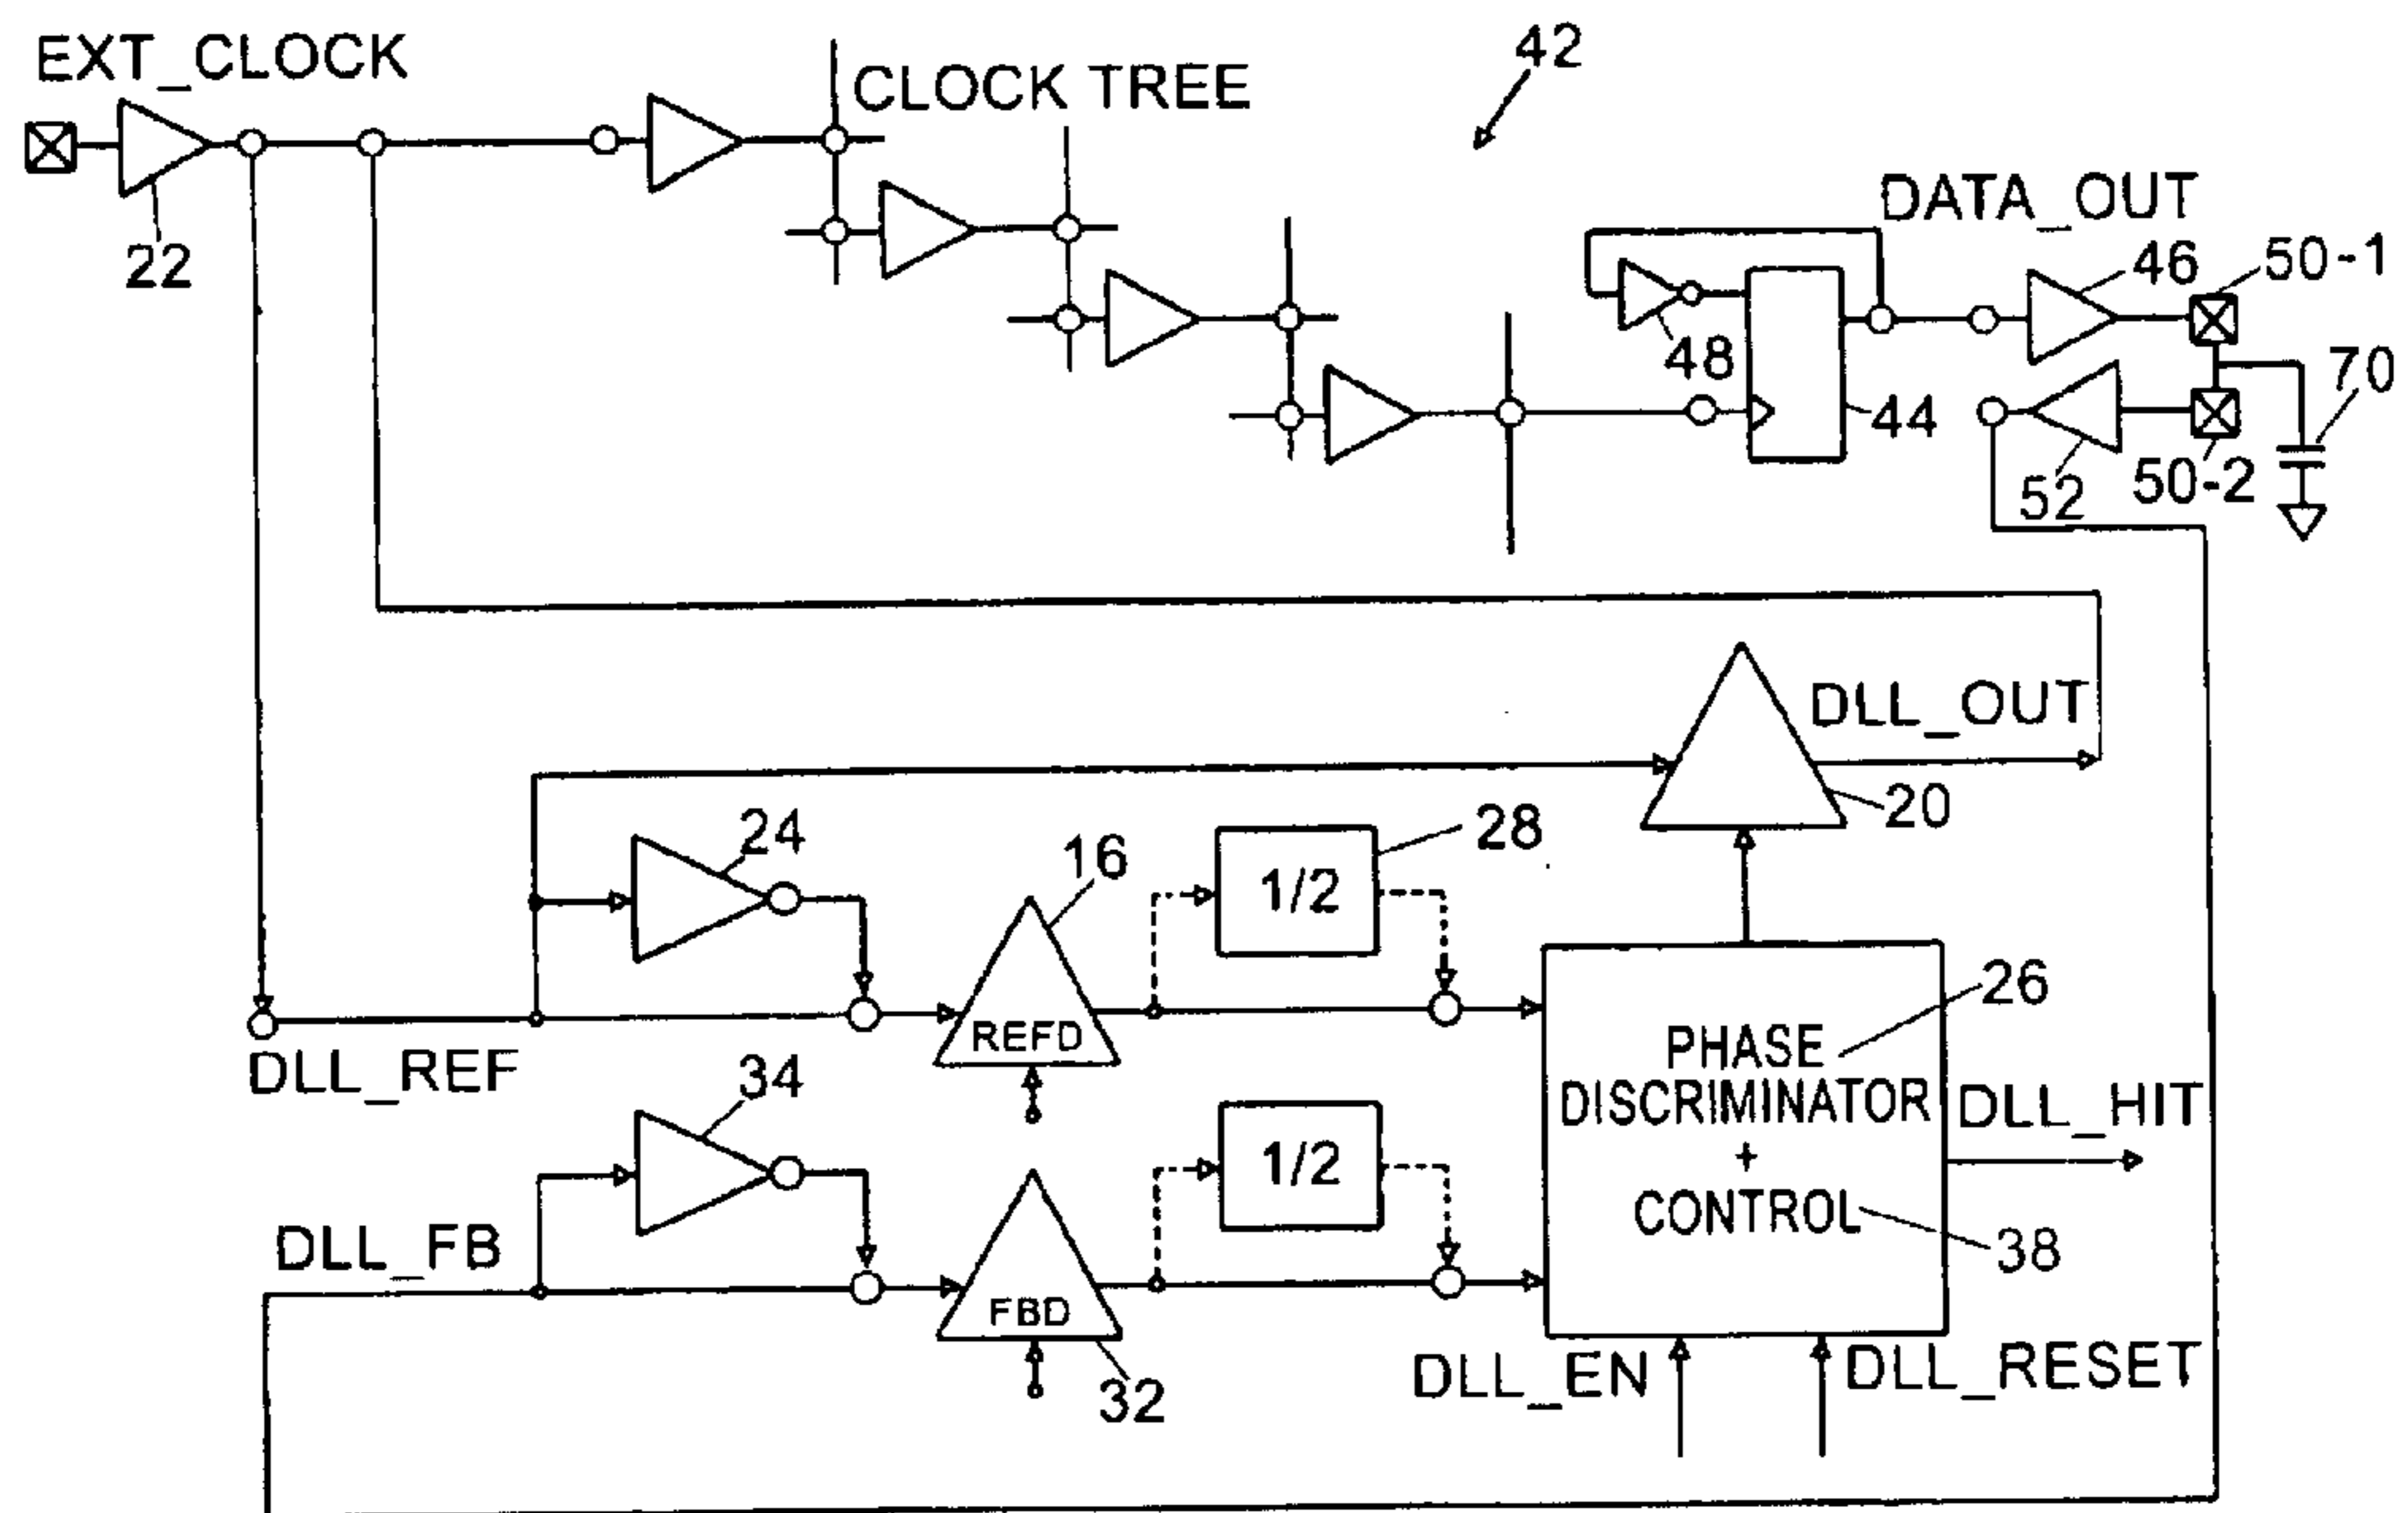 EXT_CLOCK
CLOCK TREE
42
DATA_OUT
22
46
50-1
48
44
70
52
50-2
DLL_OUT
20
24
16
28
1/2
26
REFD
PHASE
DISCRIMINATOR
+
CONTROL
DLL_REF
34
DLL_HIT
1/2
38
DLL_FB
FBD
32
DLL_EN
DLL_RESET